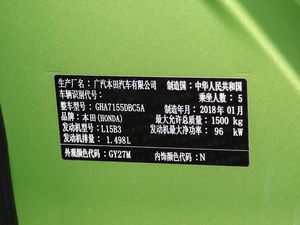 生产厂名：广汽本田汽车有限公司 制造国：中华人民共和国
车辆识别代号： 乘坐人数：5
整车型号：GHA7155DBC5A 制造年月：2018年01月
品牌：本田(HONDA) 最大允许总质量：1500 kg
发动机型号：L15B3 发动机最大净功率：96 kW
发动机排量：1.498L
外观颜色代码：GY27M 内饰颜色代码：N